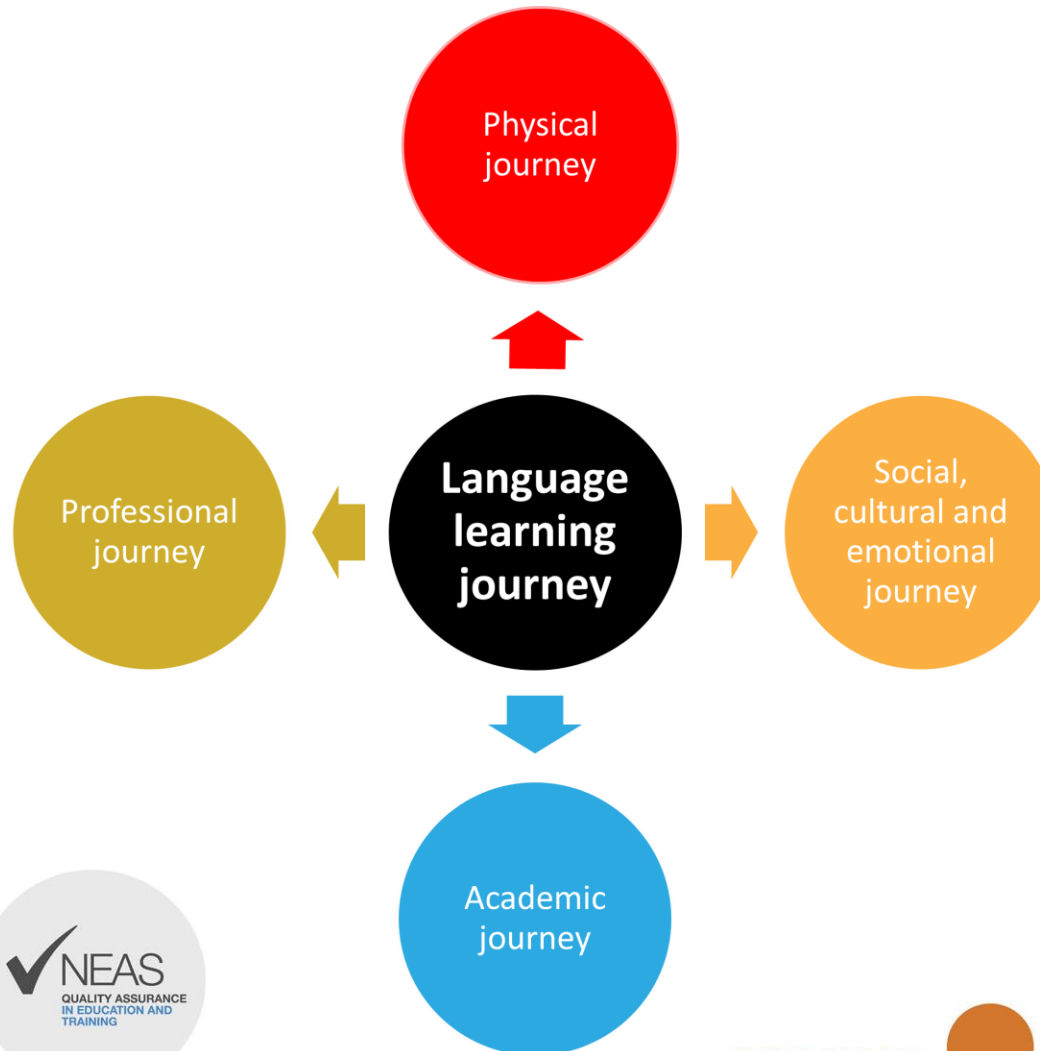 Physical
journey
Professional
journey
Language
learning
journey
Social,
cultural and
emotional
journey
Academic
journey
NEAS
QUALITY ASSURANCE
IN EDUCATION AND
TRAINING